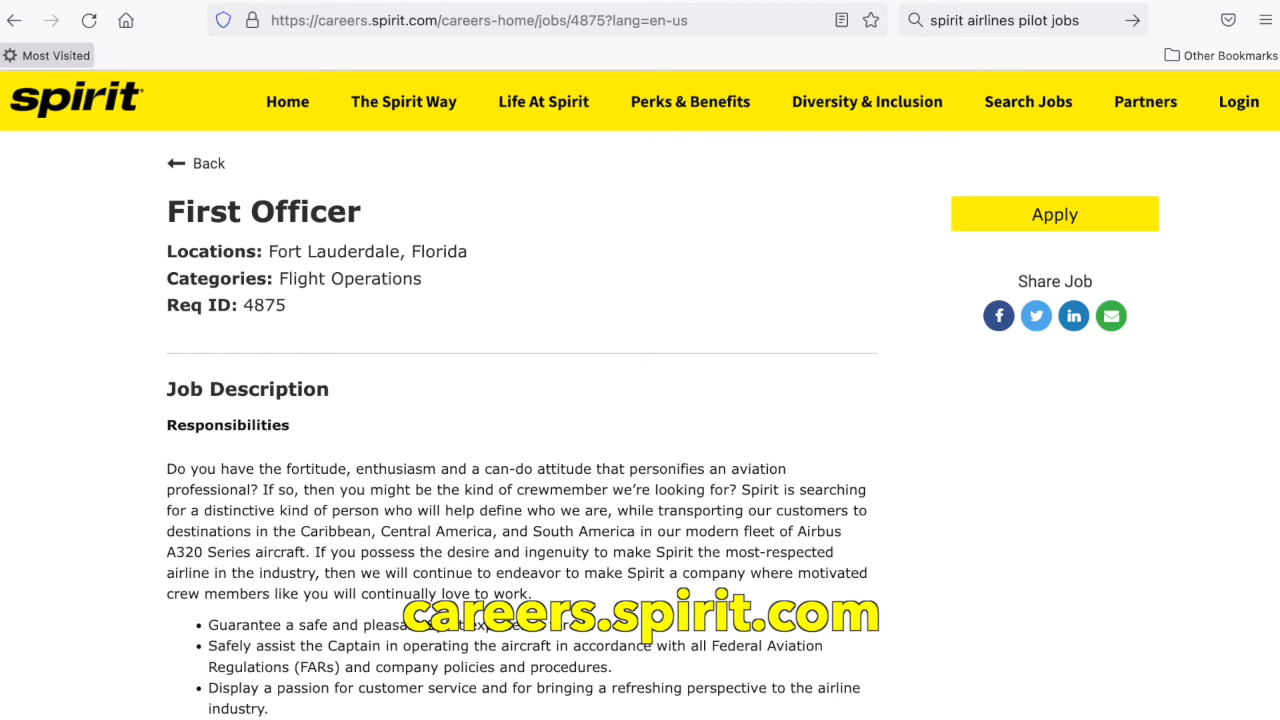 https://careers.spirit.com/careers-home/jobs/4875?lang=en-us
spirit airlines pilot jobs
Most Visited
Other Bookmarks
spirit
Home
The Spirit Way
Life At Spirit
Perks & Benefits
Diversity & Inclusion
Search Jobs
Partners
Login
Back
First Officer
Apply
Locations: Fort Lauderdale, Florida
Categories: Flight Operations
Req ID: 4875
Share Job
Job Description
Responsibilities
Do you have the fortitude, enthusiasm and a can-do attitude that personifies an aviation
professional? If so, then you might be the kind of crewmember we’re looking for? Spirit is searching
for a distinctive kind of person who will help define who we are, while transporting our customers to
destinations in the Caribbean, Central America, and South America in our modern fleet of Airbus
A320 Series aircraft. If you possess the desire and ingenuity to make Spirit the most-respected
airline in the industry, then we will continue to endeavor to make Spirit a company where motivated
crew members like you will continually love to work.
careers.spirit.com
• Guarantee a safe and
• Safely assist the Captain in operating the aircraft in accordance with all Federal Aviation
Regulations (FARs) and company policies and procedures.
• Display a passion for customer service and for bringing a refreshing perspective to the airline
industry.